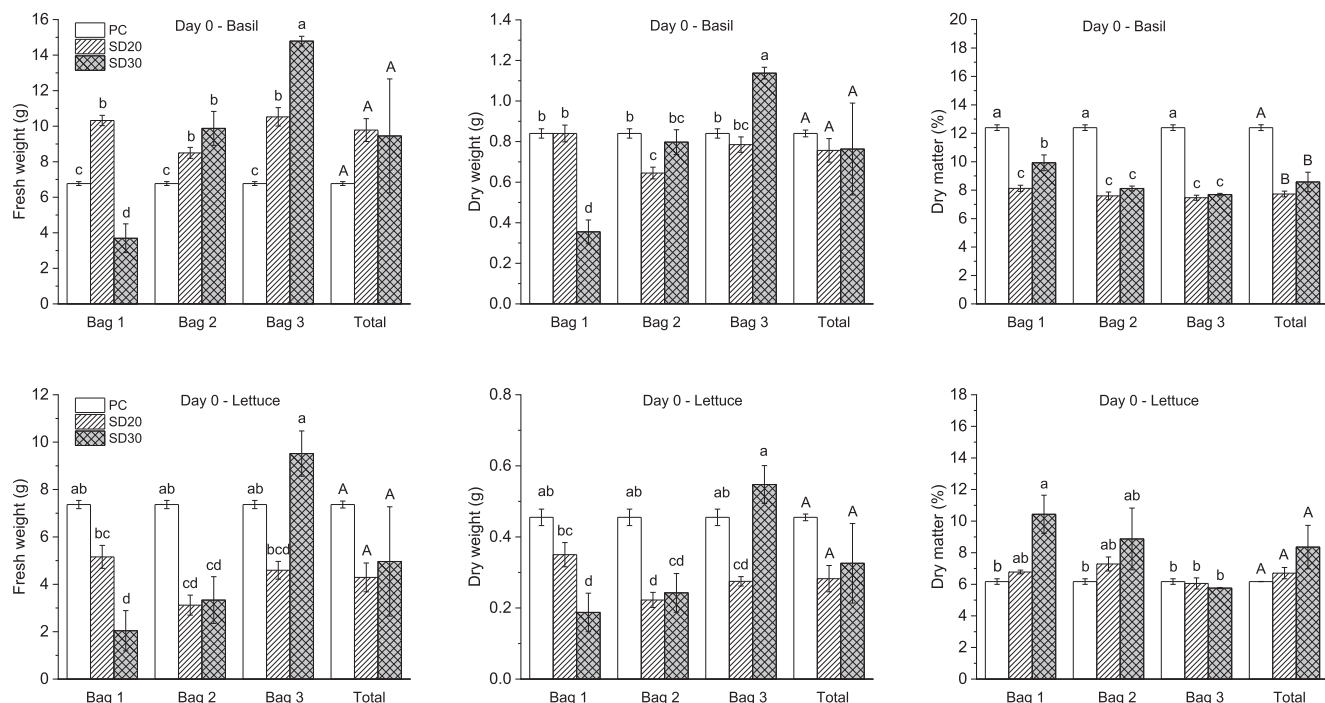 Day 0 - Basil
PC
SD20
SD30
Fresh weight (g)
16
14
12
10
8
6
4
2
0
c b d
c b b
c b a
A A A
Bag 1 Bag 2 Bag 3 Total
Day 0 - Basil
Dry weight (g)
1.4
1.2
1.0
0.8
0.6
0.4
0.2
0.0
b b d
b c bc
b bc a
A A A
Bag 1 Bag 2 Bag 3 Total
Day 0 - Basil
Dry matter (%)
20
18
16
14
12
10
8
6
4
2
0
a c b
a c c
a c c
A B B
Bag 1 Bag 2 Bag 3 Total
Day 0 - Lettuce
PC
SD20
SD30
Fresh weight (g)
12
10
8
6
4
2
0
ab bc d
ab cd cd
ab bcd a
A A A
Bag 1 Bag 2 Bag 3 Total
Day 0 - Lettuce
Dry weight (g)
0.8
0.6
0.4
0.2
0.0
ab bc d
ab d cd
ab cd a
A A A
Bag 1 Bag 2 Bag 3 Total
Day 0 - Lettuce
Dry matter (%)
18
16
14
12
10
8
6
4
2
0
b ab a
b ab ab
b b b
A A A
Bag 1 Bag 2 Bag 3 Total